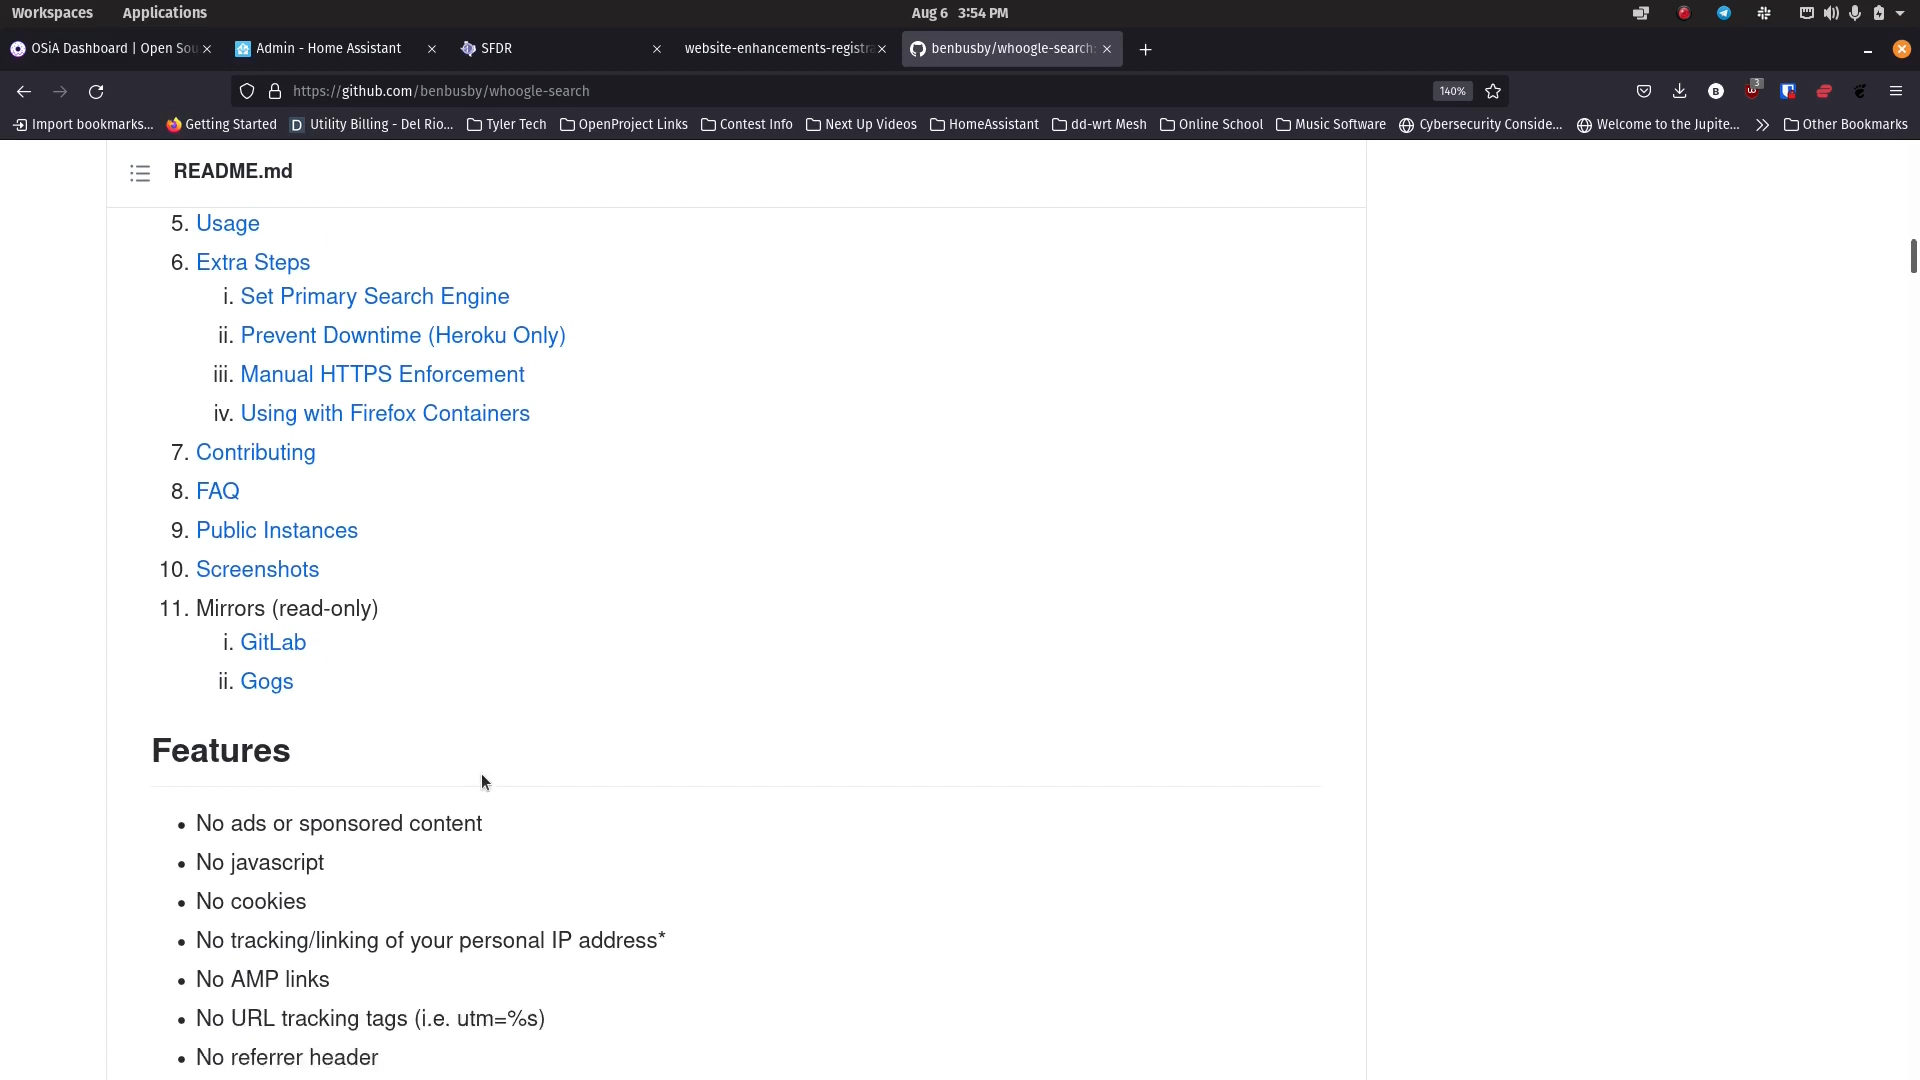 Workspaces Applications Aug 6 3:54 PM
OSiA Dashboard | Open Sou Admin - Home Assistant SFDR website-enhancements-registra benbusby/whoogle-search:
https://github.com/benbusby/whoogle-search 140% 3
Import bookmarks... Getting Started Utility Billing - Del Rio... Tyler Tech OpenProject Links Contest Info Next Up Videos HomeAssistant dd-wrt Mesh Online School Music Software Cybersecurity Conside... Welcome to the Jupite... Other Bookmarks
README.md
5. Usage
6. Extra Steps
i. Set Primary Search Engine
ii. Prevent Downtime (Heroku Only)
iii. Manual HTTPS Enforcement
iv. Using with Firefox Containers
7. Contributing
8. FAQ
9. Public Instances
10. Screenshots
11. Mirrors (read-only)
i. GitLab
ii. Gogs
Features
• No ads or sponsored content
• No javascript
• No cookies
• No tracking/linking of your personal IP address*
• No AMP links
• No URL tracking tags (i.e. utm=%s)
• No referrer header